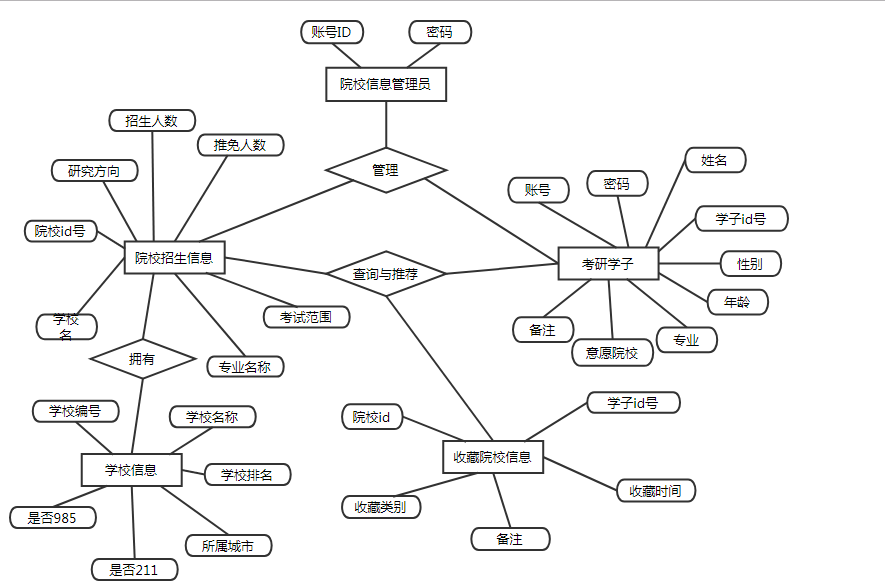 账号ID
密码
院校信息管理员
招生人数
推免人数
研究方向
管理
姓名
账号
密码
学子id号
院校id号
院校招生信息
查询与推荐
考研学子
性别
年龄
学校
名
考试范围
备注
意愿院校
专业
拥有
专业名称
学校编号
学校名称
院校id
学子id号
学校信息
学校排名
收藏院校信息
收藏时间
是否985
收藏类别
所属城市
备注
是否211